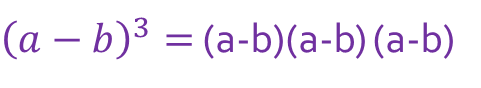 (a − b)³ = (a-b)(a-b)(a-b)